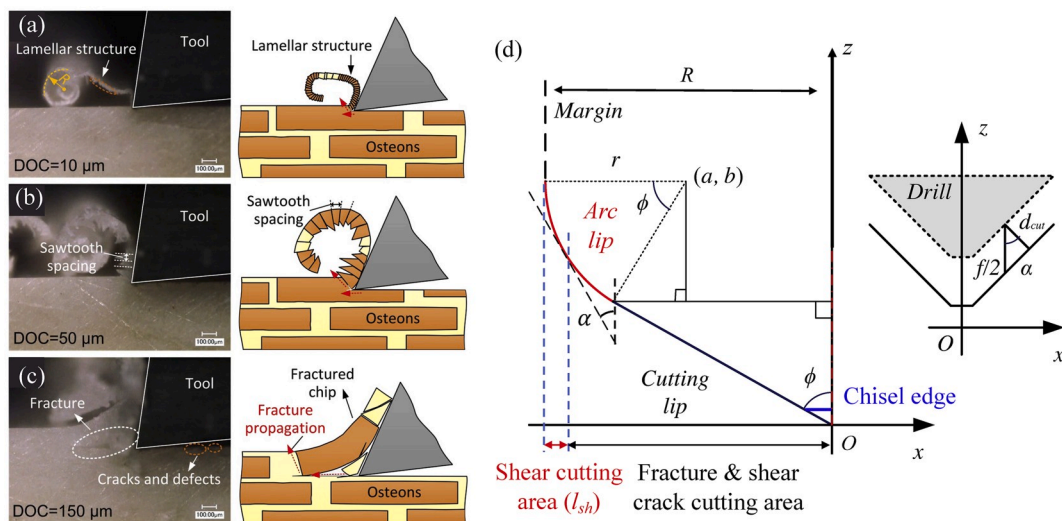 (a)
Lamellar structure
Tool
R
DOC=10 μm
100.00μm
Lamellar structure
Osteons
(b)
Sawtooth
spacing
Tool
DOC=50 μm
100.00μm
Sawtooth
spacing
Osteons
(c)
Fracture
Tool
Cracks and defects
DOC=150 μm
100.00μm
Fractured
chip
Fracture
propagation
Osteons
(d)
z
R
Margin
r
(a, b)
ϕ
Arc
lip
α
Cutting
lip
ϕ
Chisel edge
O
x
Shear cutting
area (lsh)
Fracture & shear
crack cutting area
z
Drill
dcut
f/2
α
O
x